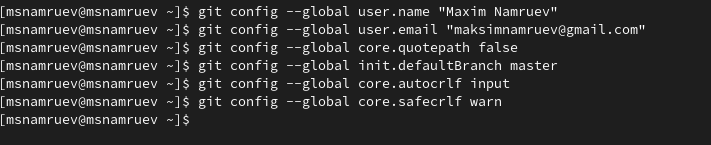 [msnamruev@msnamruev ~]$ git config --global user.name "Maxim Namruev"
[msnamruev@msnamruev ~]$ git config --global user.email "maksimnamruev@gmail.com"
[msnamruev@msnamruev ~]$ git config --global core.quotepath false
[msnamruev@msnamruev ~]$ git config --global init.defaultBranch master
[msnamruev@msnamruev ~]$ git config --global core.autocrlf input
[msnamruev@msnamruev ~]$ git config --global core.safecrlf warn
[msnamruev@msnamruev ~]$